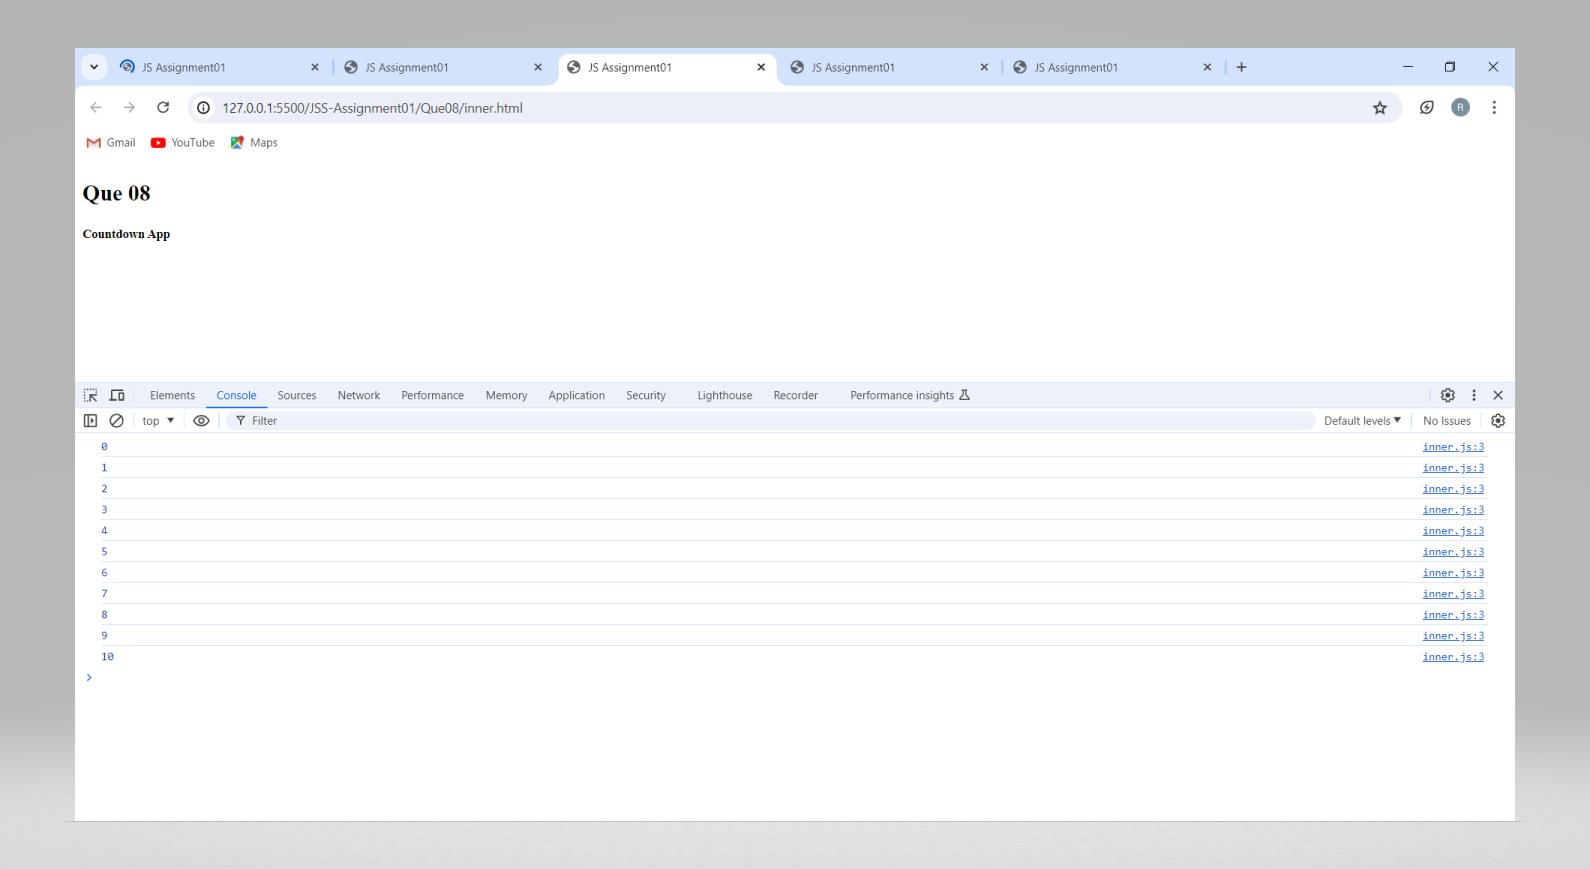 JS Assignment01 JS Assignment01 JS Assignment01 JS Assignment01 JS Assignment01
127.0.0.1:5500/JSS-Assignment01/Que08/inner.html R
Gmail YouTube Maps
Que 08
Countdown App
Elements Console Sources Network Performance Memory Application Security Lighthouse Recorder Performance insights
top Filter Default levels No Issues
0 inner.js:3
1 inner.js:3
2 inner.js:3
3 inner.js:3
4 inner.js:3
5 inner.js:3
6 inner.js:3
7 inner.js:3
8 inner.js:3
9 inner.js:3
10 inner.js:3